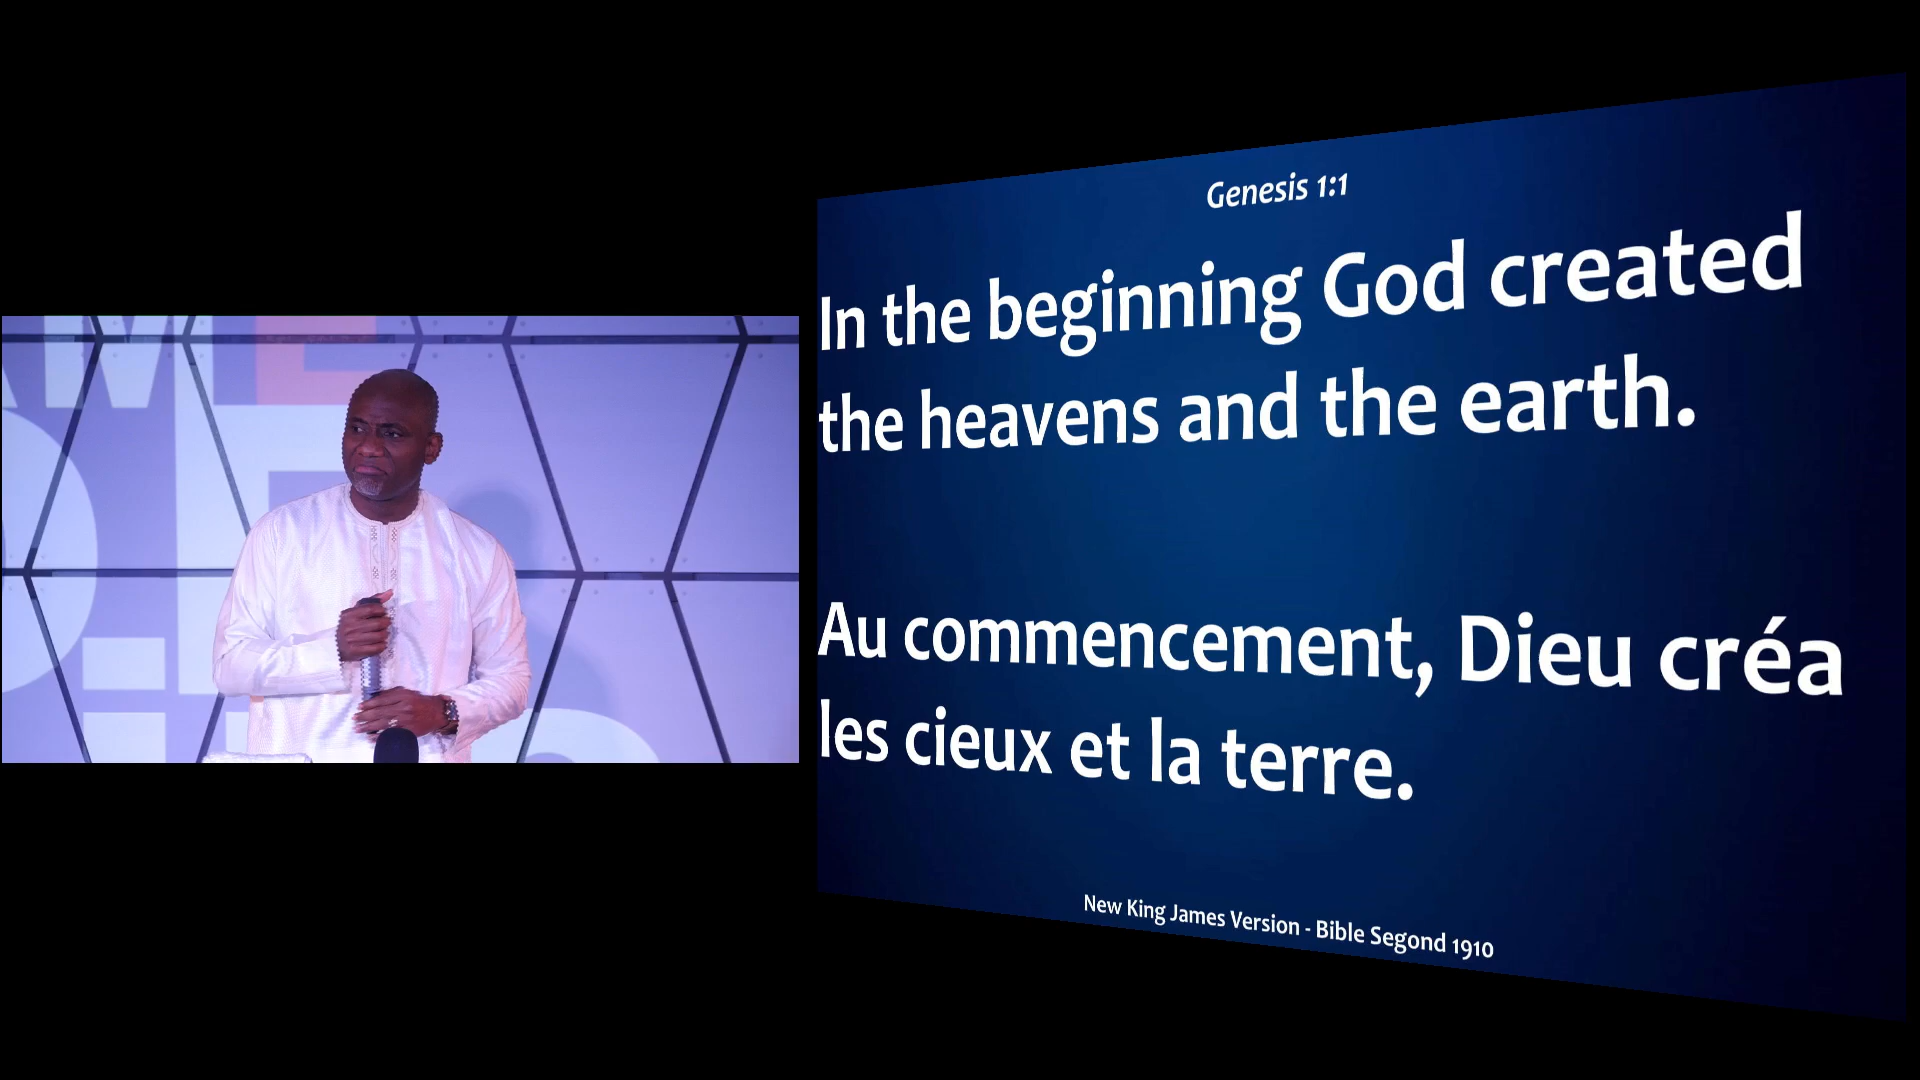 Genesis 1:1
In the beginning God created
the heavens and the earth.
Au commencement, Dieu créa
les cieux et la terre.
New King James Version - Bible Segond 1910